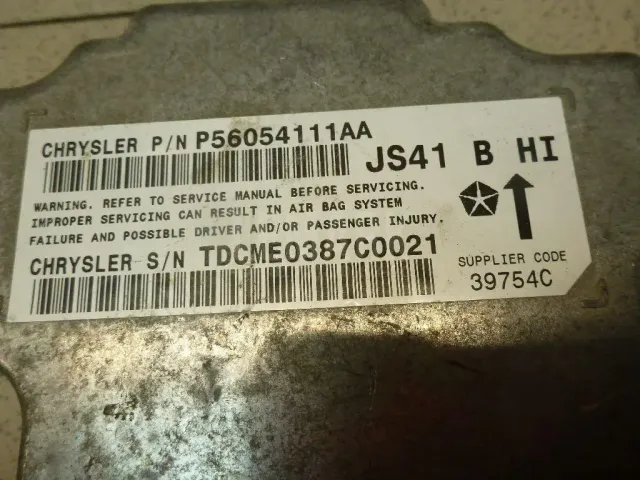 CHRYSLER P/N P56054111AA
JS41 B HI
WARNING. REFER TO SERVICE MANUAL BEFORE SERVICING.
IMPROPER SERVICING CAN RESULT IN AIR BAG SYSTEM
FAILURE AND POSSIBLE DRIVER AND/OR PASSENGER INJURY.
CHRYSLER S/N TDCME0387C0021
SUPPLIER CODE
39754C